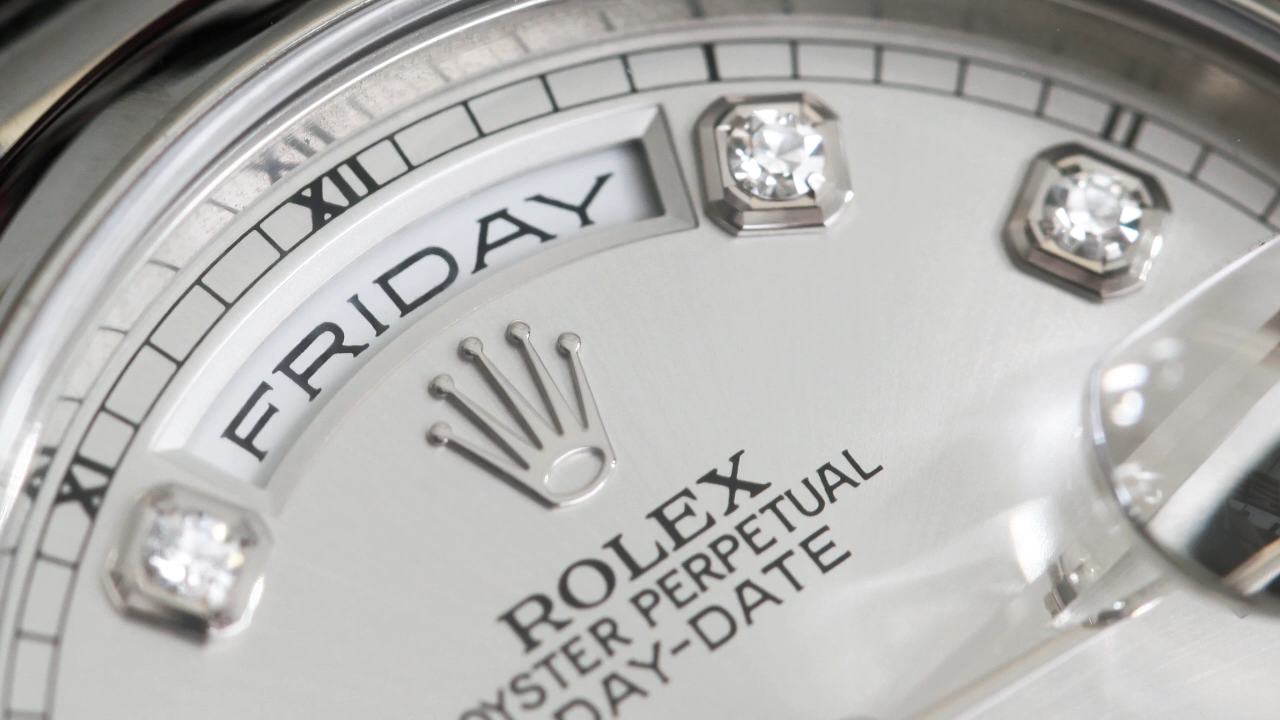 XII
FRIDAY
XI
ROLEX
OYSTER PERPETUAL
DAY-DATE